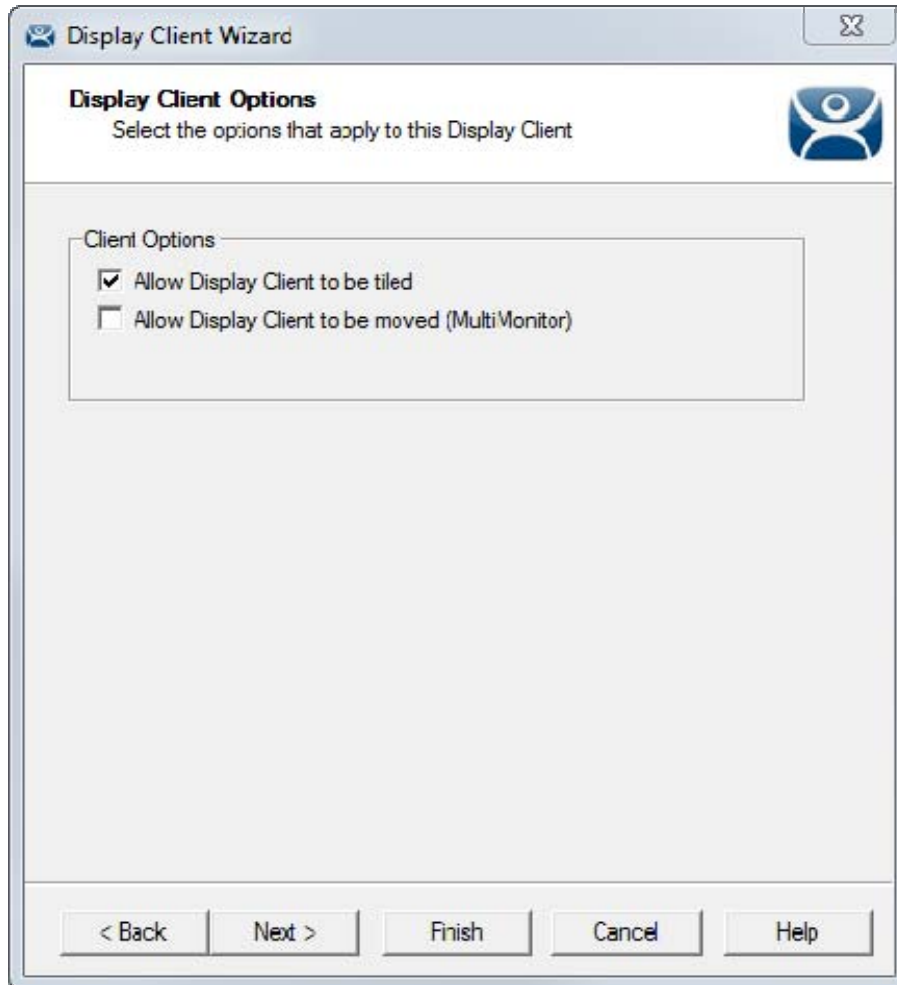 Display Client Wizard
Display Client Options
Select the options that apply to this Display Client
Client Options
Allow Display Client to be tiled
Allow Display Client to be moved (MultiMonitor)
< Back Next > Finish Cancel Help